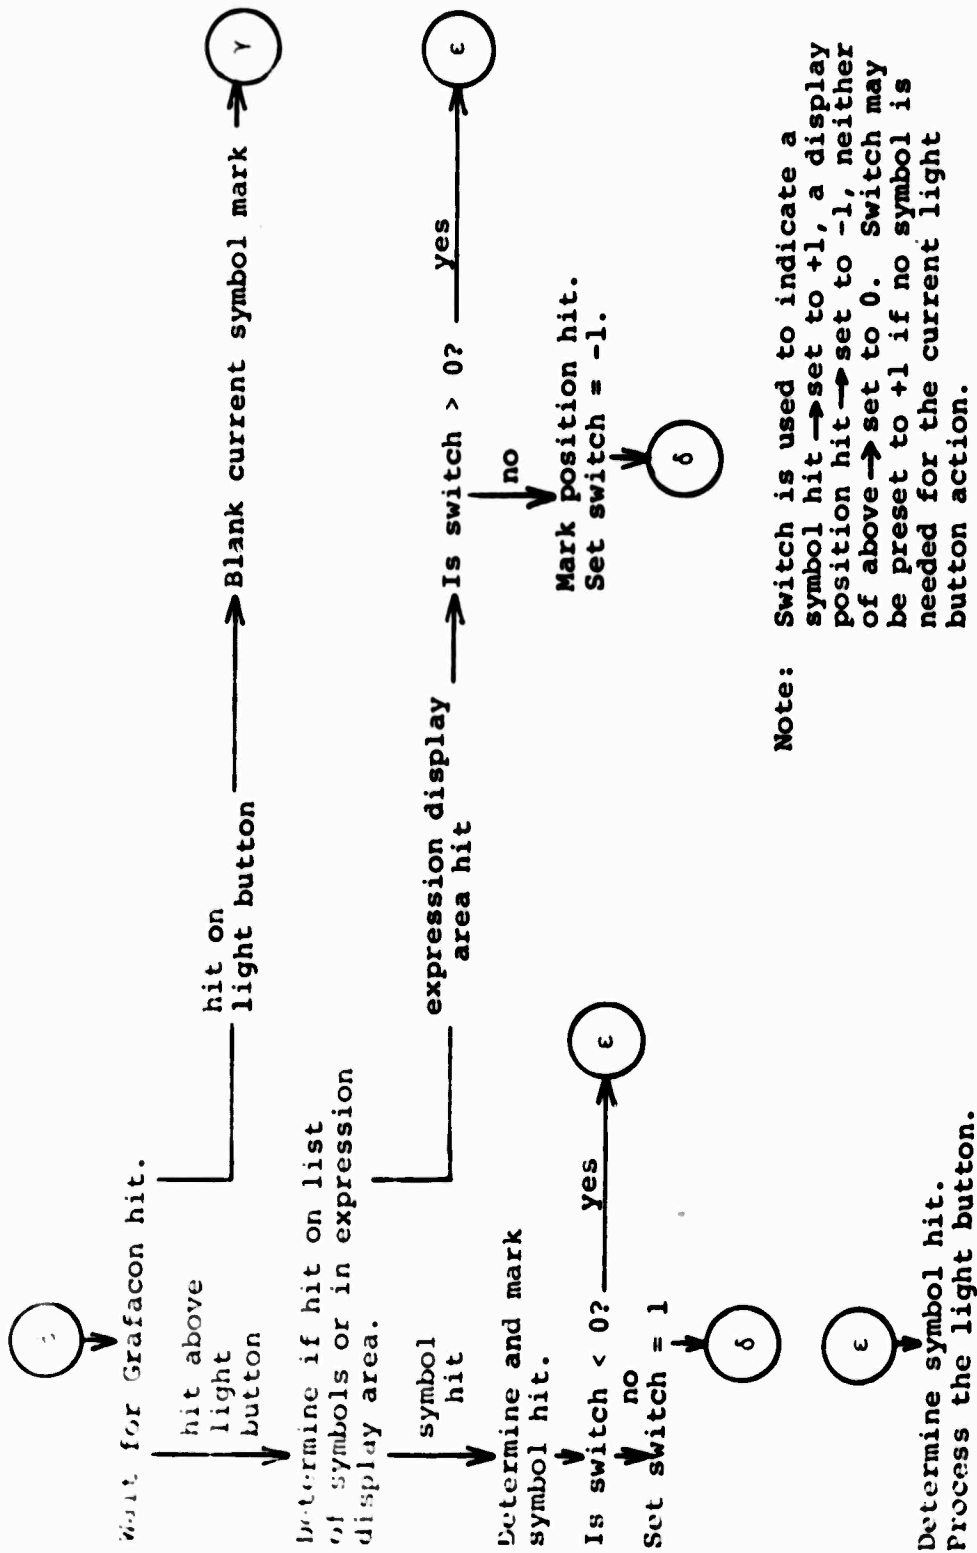 Wait for Grafacon hit.
hit above
light
button
hit on
light button
Blank current symbol mark
γ
Determine if hit on list
of symbols or in expression
display area.
symbol
hit
expression display
area hit
Is switch > 0?
yes
ε
no
Mark position hit.
Set switch = -1.
δ
Determine and mark
symbol hit.
Is switch < 0?
yes
ε
no
Set switch = 1
δ
ε
Determine symbol hit.
Process the light button.
Note: Switch is used to indicate a
symbol hit→set to +1, a display
position hit→set to -1, neither
of above→set to 0. Switch may
be preset to +1 if no symbol is
needed for the current light
button action.